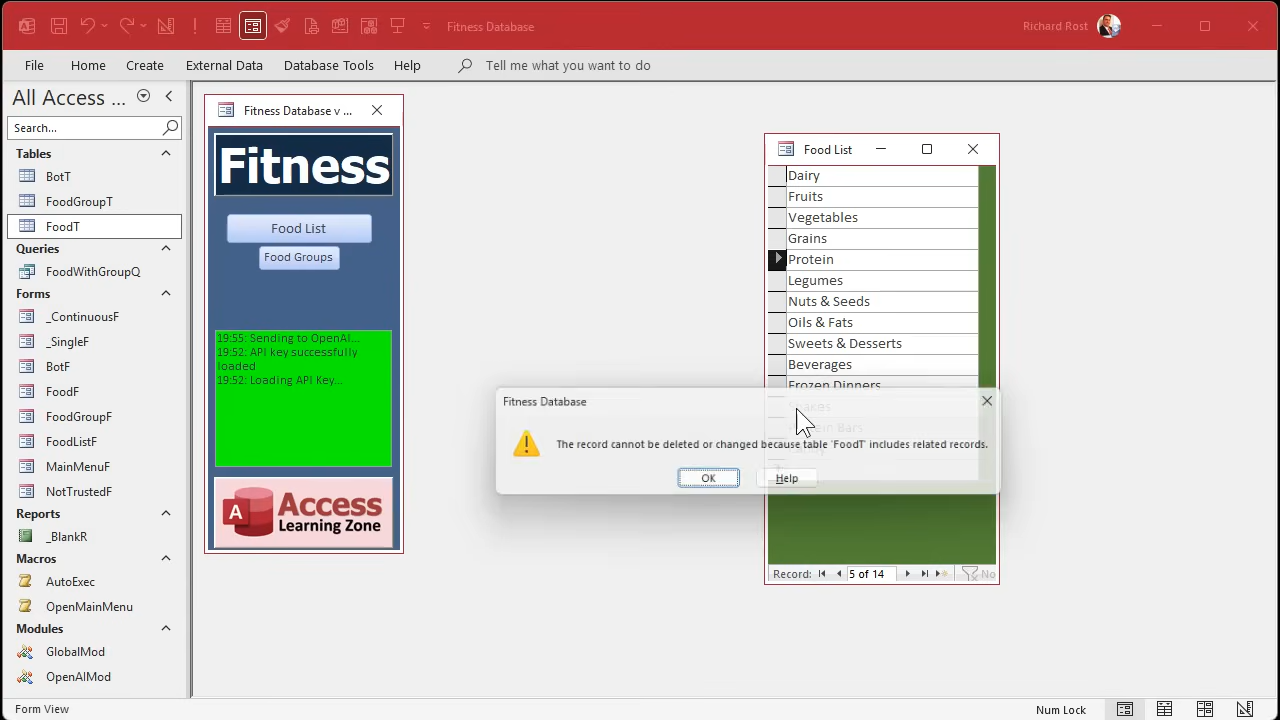 Fitness Database
Richard Rost
File
Home
Create
External Data
Database Tools
Help
Tell me what you want to do
All Access ...
Search...
Tables
BotT
FoodGroupT
FoodT
Queries
FoodWithGroupQ
Forms
_ContinuousF
_SingleF
BotF
FoodF
FoodGroupF
FoodListF
MainMenuF
NotTrustedF
Reports
_BlankR
Macros
AutoExec
OpenMainMenu
Modules
GlobalMod
OpenAIMod
Fitness Database v ...
Fitness
Food List
Food Groups
19:55: Sending to OpenAI...
19:52: API key successfully
loaded
19:52: Loading API Key...
A
Access
Learning Zone
Food List
Dairy
Fruits
Vegetables
Grains
Protein
Legumes
Nuts & Seeds
Oils & Fats
Sweets & Desserts
Beverages
Frozen Dinners
Protein Bars
Fitness Database
The record cannot be deleted or changed because table 'FoodT' includes related records.
OK
Help
Record:
5 of 14
No
Form View
Num Lock